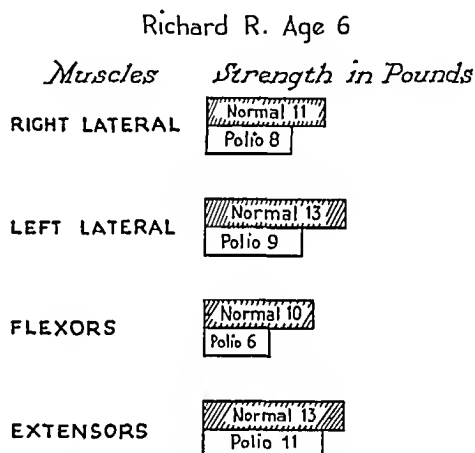 Richard R. Age 6
Muscles Strength in Pounds
RIGHT LATERAL Normal 11
Polio 8
LEFT LATERAL Normal 13
Polio 9
FLEXORS Normal 10
Polio 6
EXTENSORS Normal 13
Polio 11